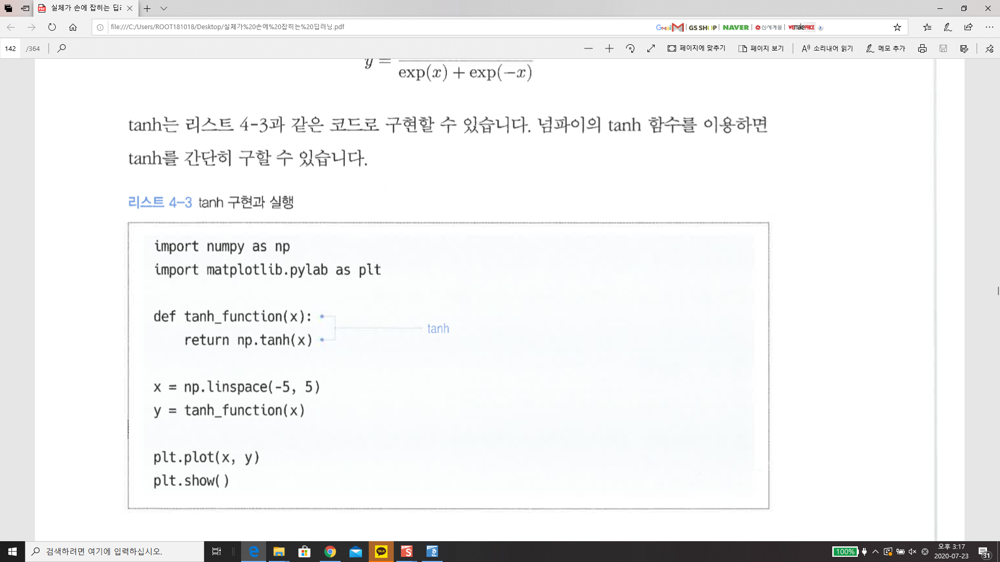 실체가 손에 잡히는 딥러
file:///C:/Users/ROOT181018/Desktop/실체가%20손에%20잡히는%20딥러닝.pdf
Gmail GS SHOP NAVER 신세계몰 WEMAKEPRICE
142 /364 페이지에 맞추기 페이지 보기 소리내어 읽기 메모 추가
y =
exp(x) + exp(−x)
tanh는 리스트 4-3과 같은 코드로 구현할 수 있습니다. 넘파이의 tanh 함수를 이용하면
tanh를 간단히 구할 수 있습니다.
리스트 4-3 tanh 구현과 실행
import numpy as np
import matplotlib.pylab as plt
def tanh_function(x):
tanh
return np.tanh(x)
x = np.linspace(-5, 5)
y = tanh_function(x)
plt.plot(x, y)
plt.show()
검색하려면 여기에 입력하십시오.
TALK
100%
오후 3:17
2020-07-23
31